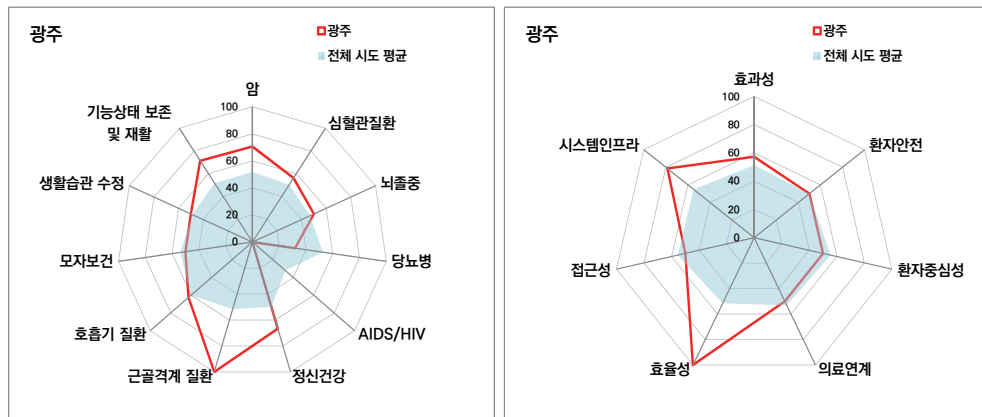 광주
광주
전체 시도 평균
암
심혈관질환
뇌졸중
당뇨병
AIDS/HIV
정신건강
근골격계 질환
호흡기 질환
모자보건
생활습관 수정
기능상태 보존
및 재활
100
80
60
40
20
0
광주
광주
전체 시도 평균
효과성
환자안전
환자중심성
의료연계
효율성
접근성
시스템인프라
100
80
60
40
20
0